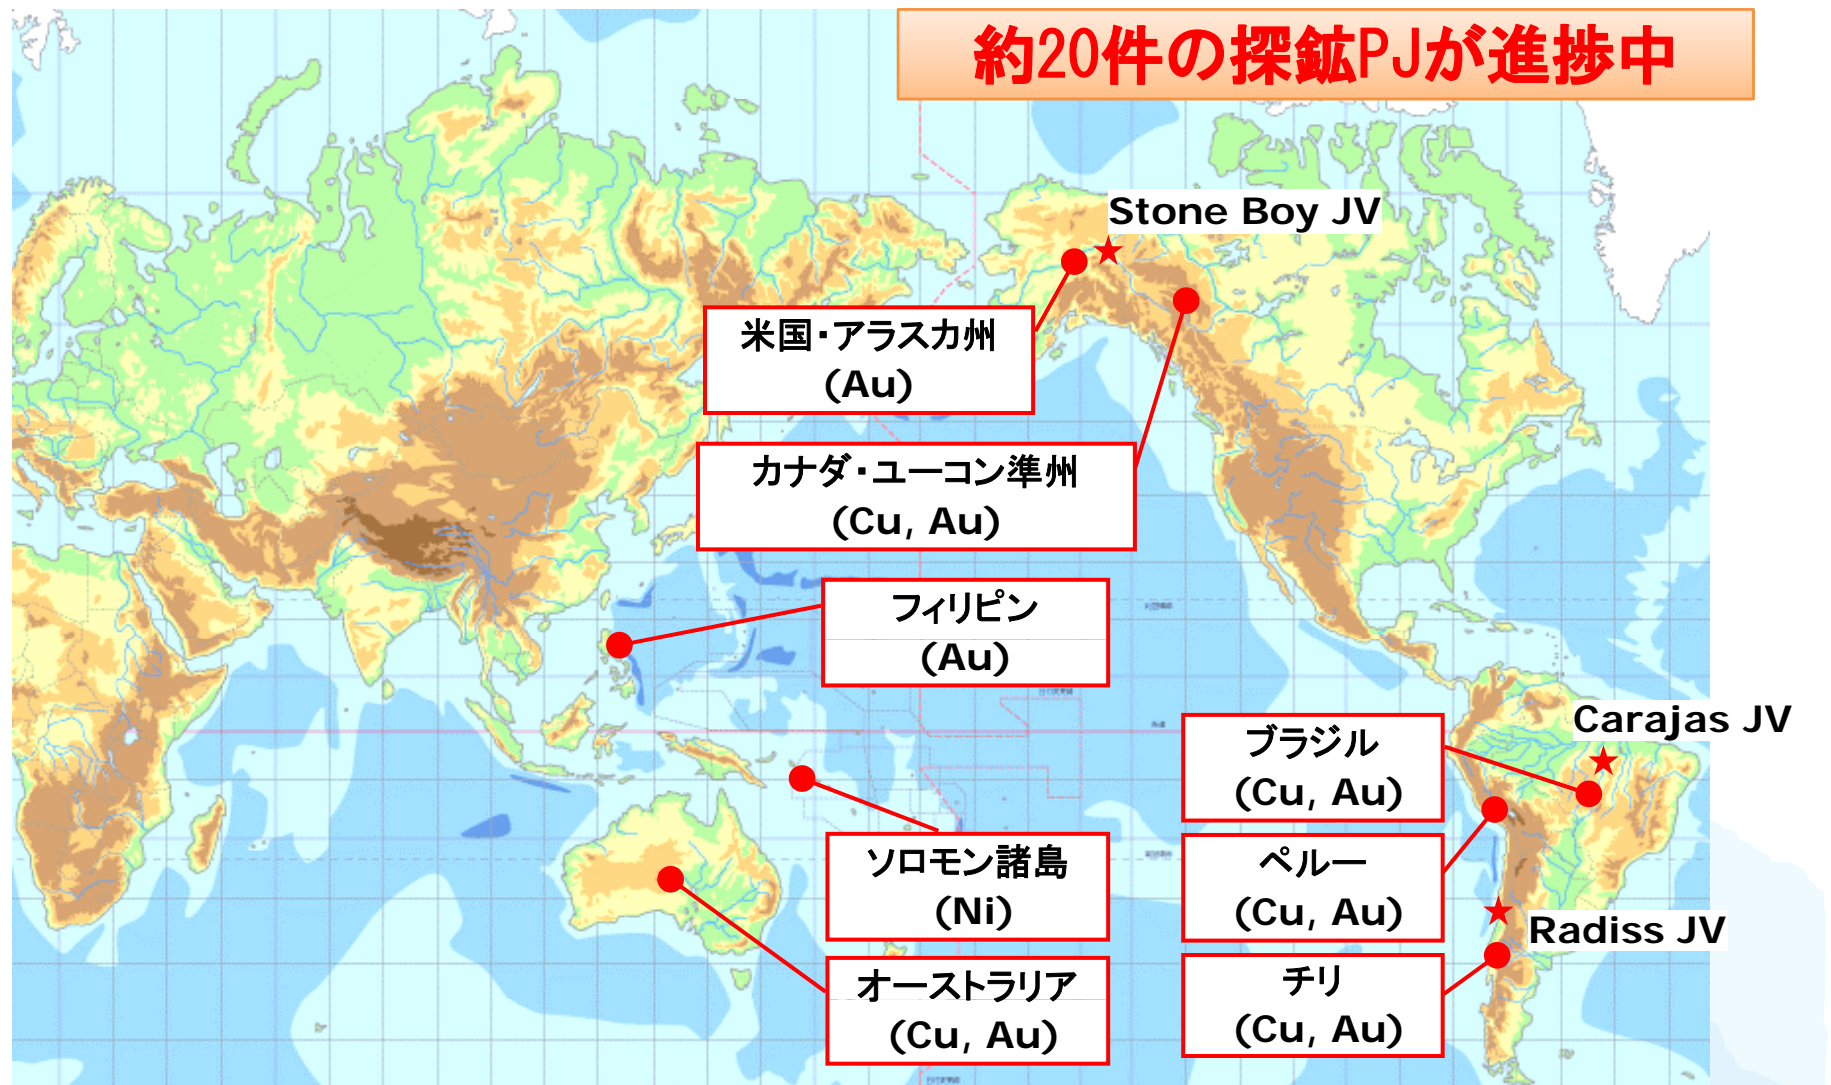 約20件の探鉱PJが進捗中
Stone Boy JV
米国・アラスカ州
(Au)
カナダ・ユーコン準州
(Cu, Au)
フィリピン
(Au)
Carajas JV
ブラジル
(Cu, Au)
ソロモン諸島
(Ni)
ペルー
(Cu, Au)
Radiss JV
オーストラリア
(Cu, Au)
チリ
(Cu, Au)